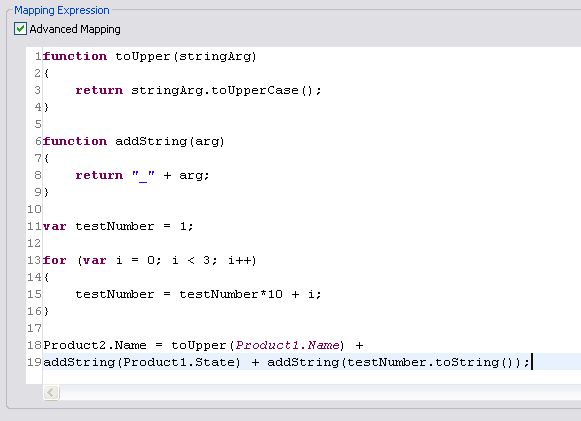 Mapping Expression
Advanced Mapping
1 function toUpper(stringArg)
2 {
3     return stringArg.toUpperCase();
4 }
5
6 function addString(arg)
7 {
8     return "_" + arg;
9 }
10
11 var testNumber = 1;
12
13 for (var i = 0; i < 3; i++)
14 {
15     testNumber = testNumber*10 + i;
16 }
17
18 Product2.Name = toUpper(Product1.Name) +
19 addString(Product1.State) + addString(testNumber.toString());